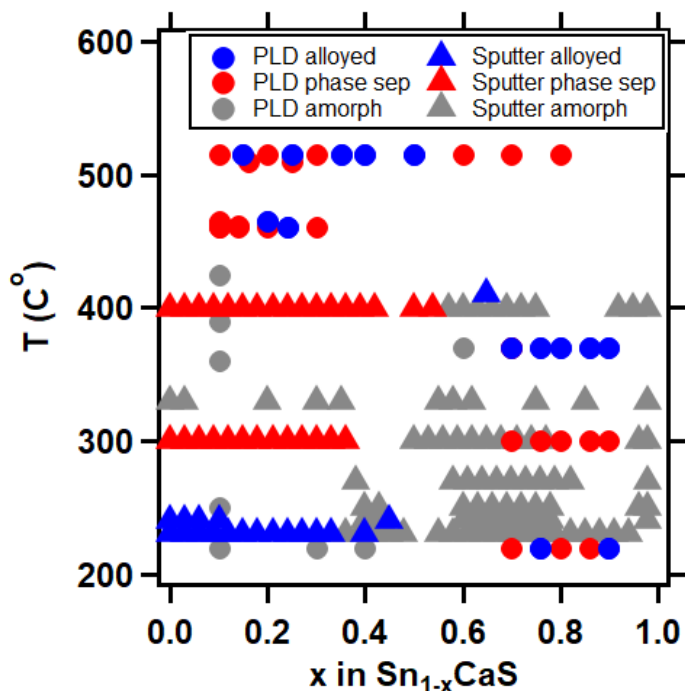 600
500
400
300
200
T (C°)
PLD alloyed
PLD phase sep
PLD amorph
Sputter alloyed
Sputter phase sep
Sputter amorph
0.0 0.2 0.4 0.6 0.8 1.0
x in Sn₁₋ₓCaS